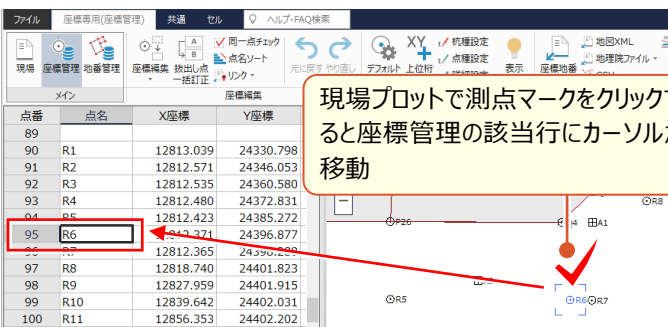 ファイル 座標専用(座標管理) 共通 セル ヘルプ・FAQ検索
現場 座標管理 地番管理 座標編集 抜出し点一括訂正 同一点チェック 点名ソート リンク 元に戻す やり直し デフォルト XY 上位桁 杭種設定 点種設定 表示 座標地番 地図XML 地理院ファイル
メイン 座標編集
点番 点名 X座標 Y座標
89
90 R1 12813.039 24330.798
91 R2 12812.571 24346.053
92 R3 12812.535 24360.580
93 R4 12812.480 24372.831
94 R5 12812.423 24385.272
95 R6 12812.371 24396.877
96 R7 12812.365 24398.288
97 R8 12818.740 24401.823
98 R9 12827.959 24401.915
99 R10 12839.642 24402.031
100 R11 12856.353 24402.202
現場プロットで測点マークをクリック
ると座標管理の該当行にカーソル
移動
R8
P26 A1
R5 R6 R7